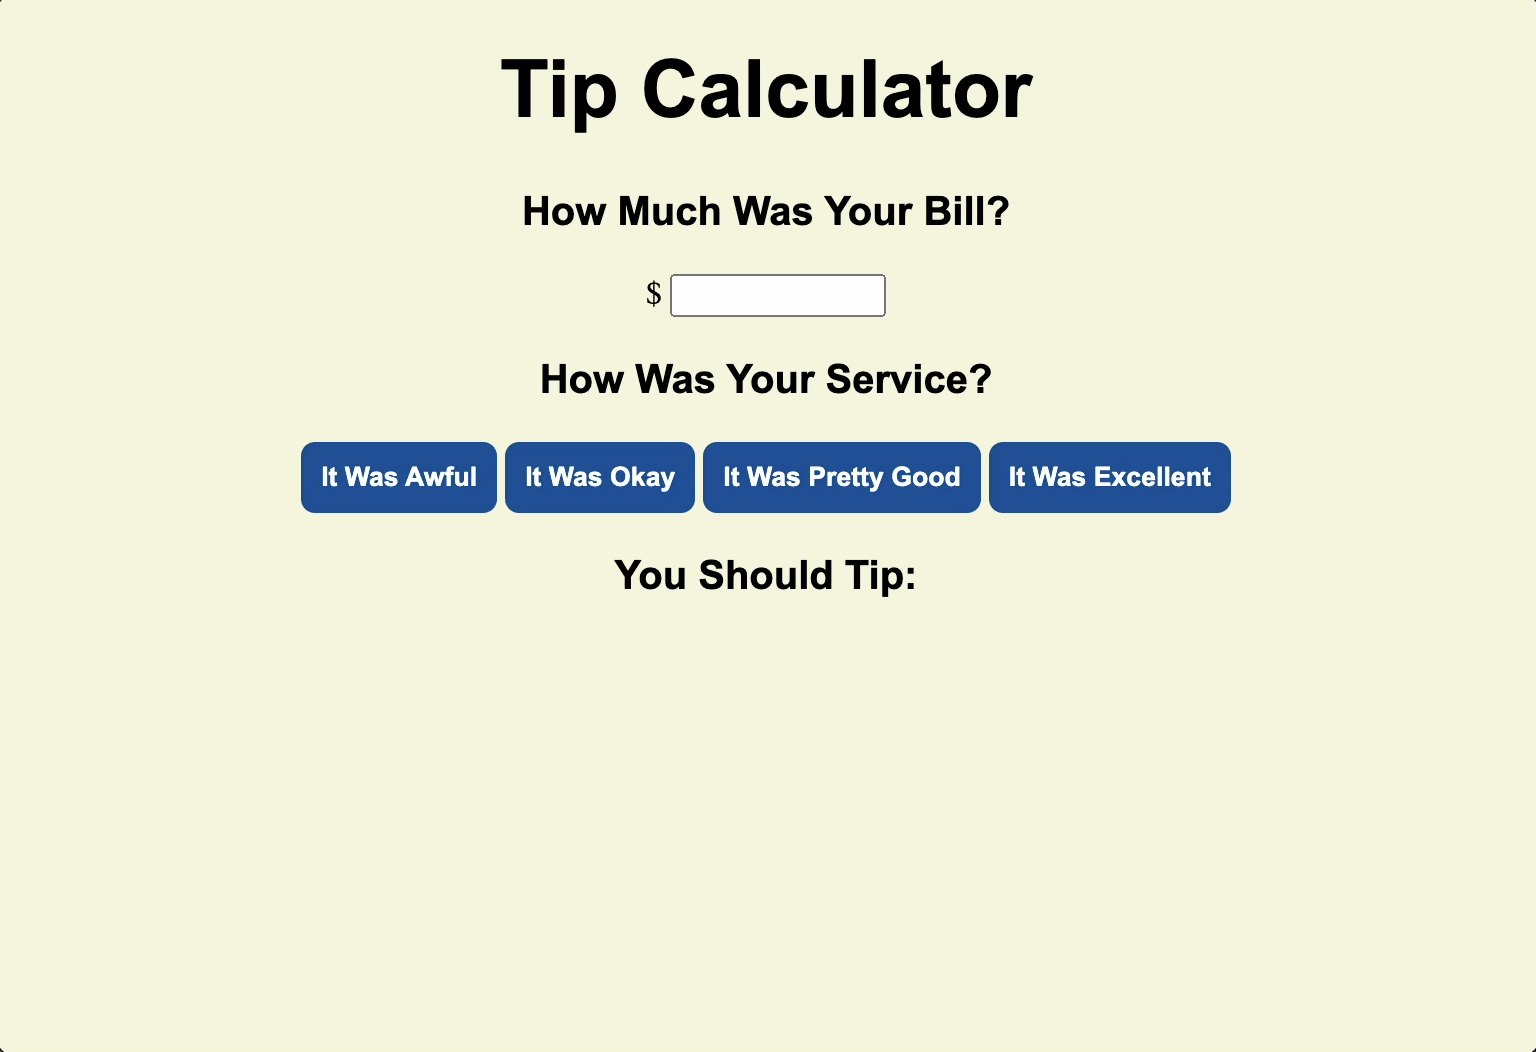 Tip Calculator
How Much Was Your Bill?
$
How Was Your Service?
It Was Awful It Was Okay It Was Pretty Good It Was Excellent
You Should Tip: